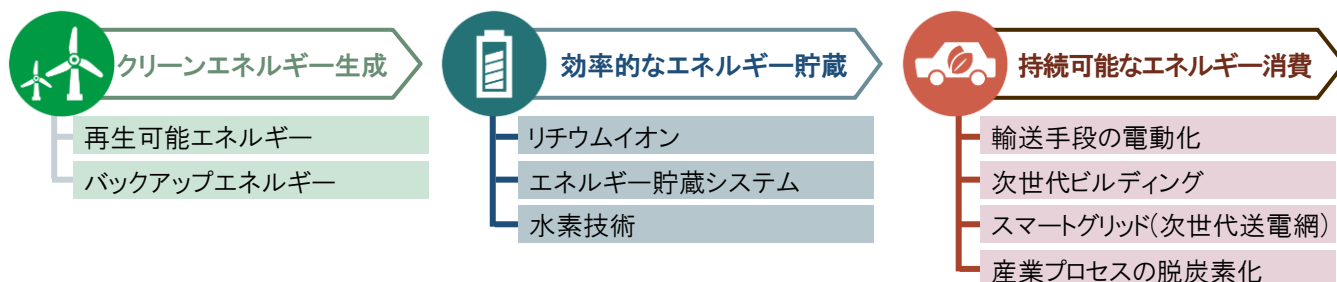 クリーンエネルギー生成
再生可能エネルギー
バックアップエネルギー
効率的なエネルギー貯蔵
リチウムイオン
エネルギー貯蔵システム
水素技術
持続可能なエネルギー消費
輸送手段の電動化
次世代ビルディング
スマートグリッド(次世代送電網)
産業プロセスの脱炭素化